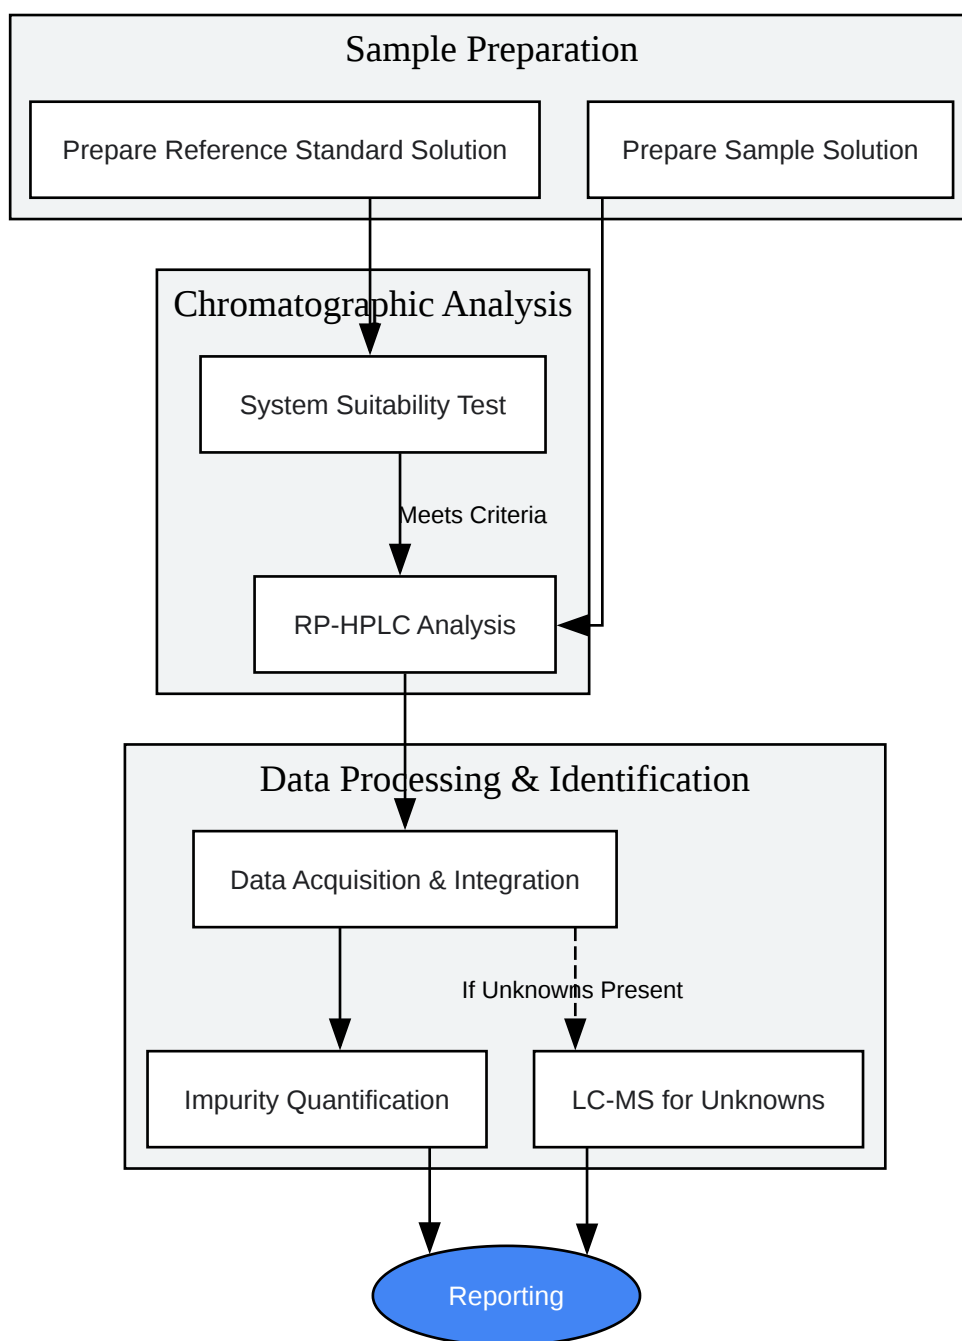 Sample Preparation
Prepare Reference Standard Solution
Prepare Sample Solution
Chromatographic Analysis
System Suitability Test
Meets Criteria
RP-HPLC Analysis
Data Processing & Identification
Data Acquisition & Integration
If Unknowns Present
Impurity Quantification
LC-MS for Unknowns
Reporting